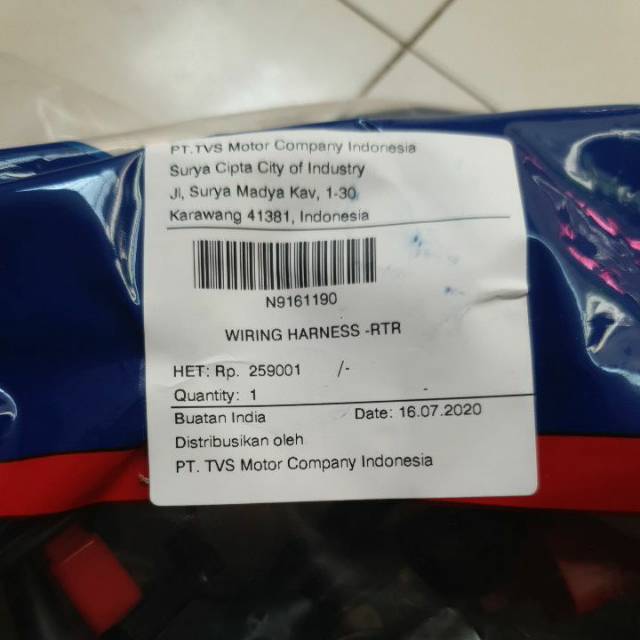 PT.TVS Motor Company Indonesia
Surya Cipta City of Industry
Jl, Surya Madya Kav, 1-30
Karawang 41381, Indonesia
N9161190
WIRING HARNESS -RTR
HET: Rp. 259001 /-
Quantity: 1 -
Buatan India Date: 16.07.2020
Distribusikan oleh
PT. TVS Motor Company Indonesia